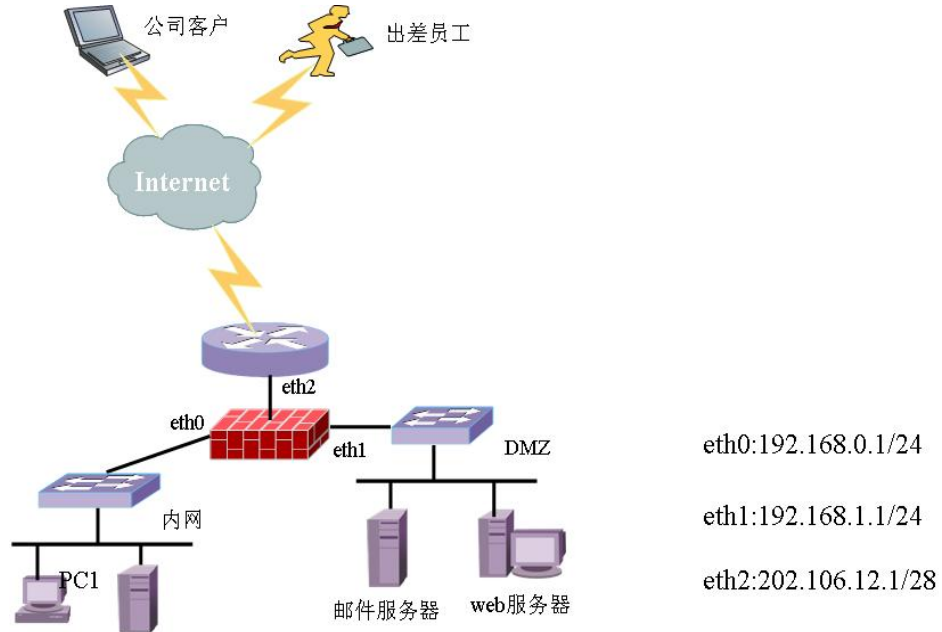 公司客户
出差员工
Internet
eth2
eth0
eth1
DMZ
内网
PC1
邮件服务器
web服务器
eth0:192.168.0.1/24
eth1:192.168.1.1/24
eth2:202.106.12.1/28